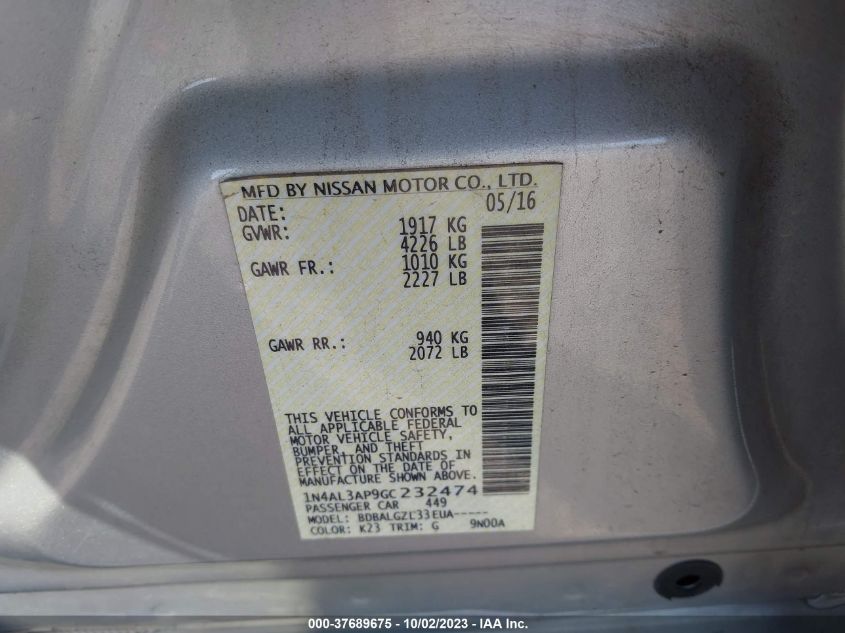 MFD BY NISSAN MOTOR CO., LTD.
DATE: 05/16
GVWR: 1917 KG
4226 LB
GAWR FR.: 1010 KG
2227 LB
GAWR RR.: 940 KG
2072 LB
THIS VEHICLE CONFORMS TO
ALL APPLICABLE FEDERAL
MOTOR VEHICLE SAFETY,
BUMPER, AND THEFT
PREVENTION STANDARDS IN
EFFECT ON THE DATE OF
MANUFACTURE SHOWN ABOVE.
1N4AL3AP9GC232474
PASSENGER CAR 449
MODEL: BDBALGZL33EUA-----
COLOR: K23 TRIM: G 9N00A
000-37689675 - 10/02/2023 - IAA Inc.